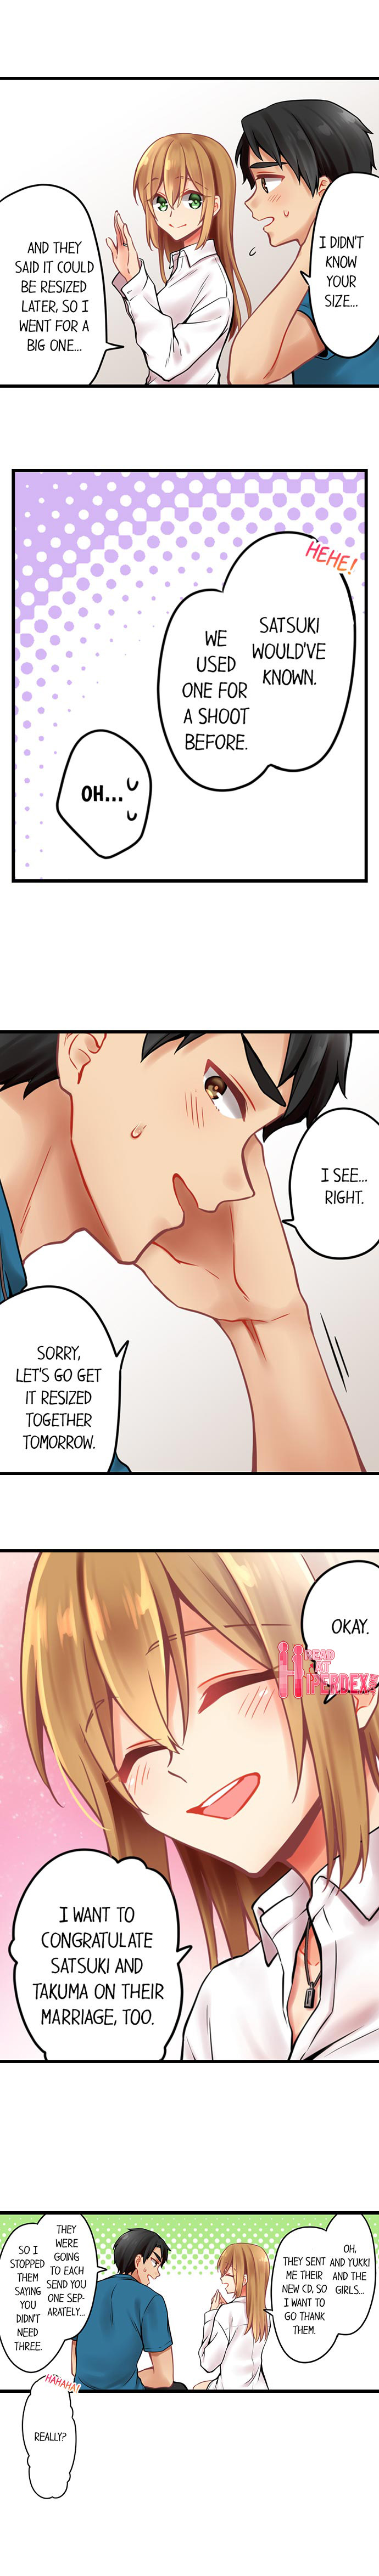 I DIDN'T
KNOW
YOUR
SIZE...
AND THEY
SAID IT COULD
BE RESIZED
LATER, SO I
WENT FOR A
BIG ONE...
HEHE!
SATSUKI
WOULD'VE
KNOWN.
WE
USED
ONE FOR
A SHOOT
BEFORE.
OH...
I SEE...
RIGHT.
SORRY,
LET'S GO GET
IT RESIZED
TOGETHER
TOMORROW.
OKAY.
READ
AT
HIPERDEX!!
I WANT TO
CONGRATULATE
SATSUKI AND
TAKUMA ON THEIR
MARRIAGE, TOO.
OH,
AND YUKKI
AND THE
GIRLS...
THEY SENT
ME THEIR
NEW CD, SO
I WANT TO
GO THANK
THEM.
THEY
WERE
GOING
TO EACH
SEND YOU
ONE SEP-
ARATELY...
SO I
STOPPED
THEM
SAYING
YOU
DIDN'T
NEED
THREE.
HAHAHA!
REALLY?